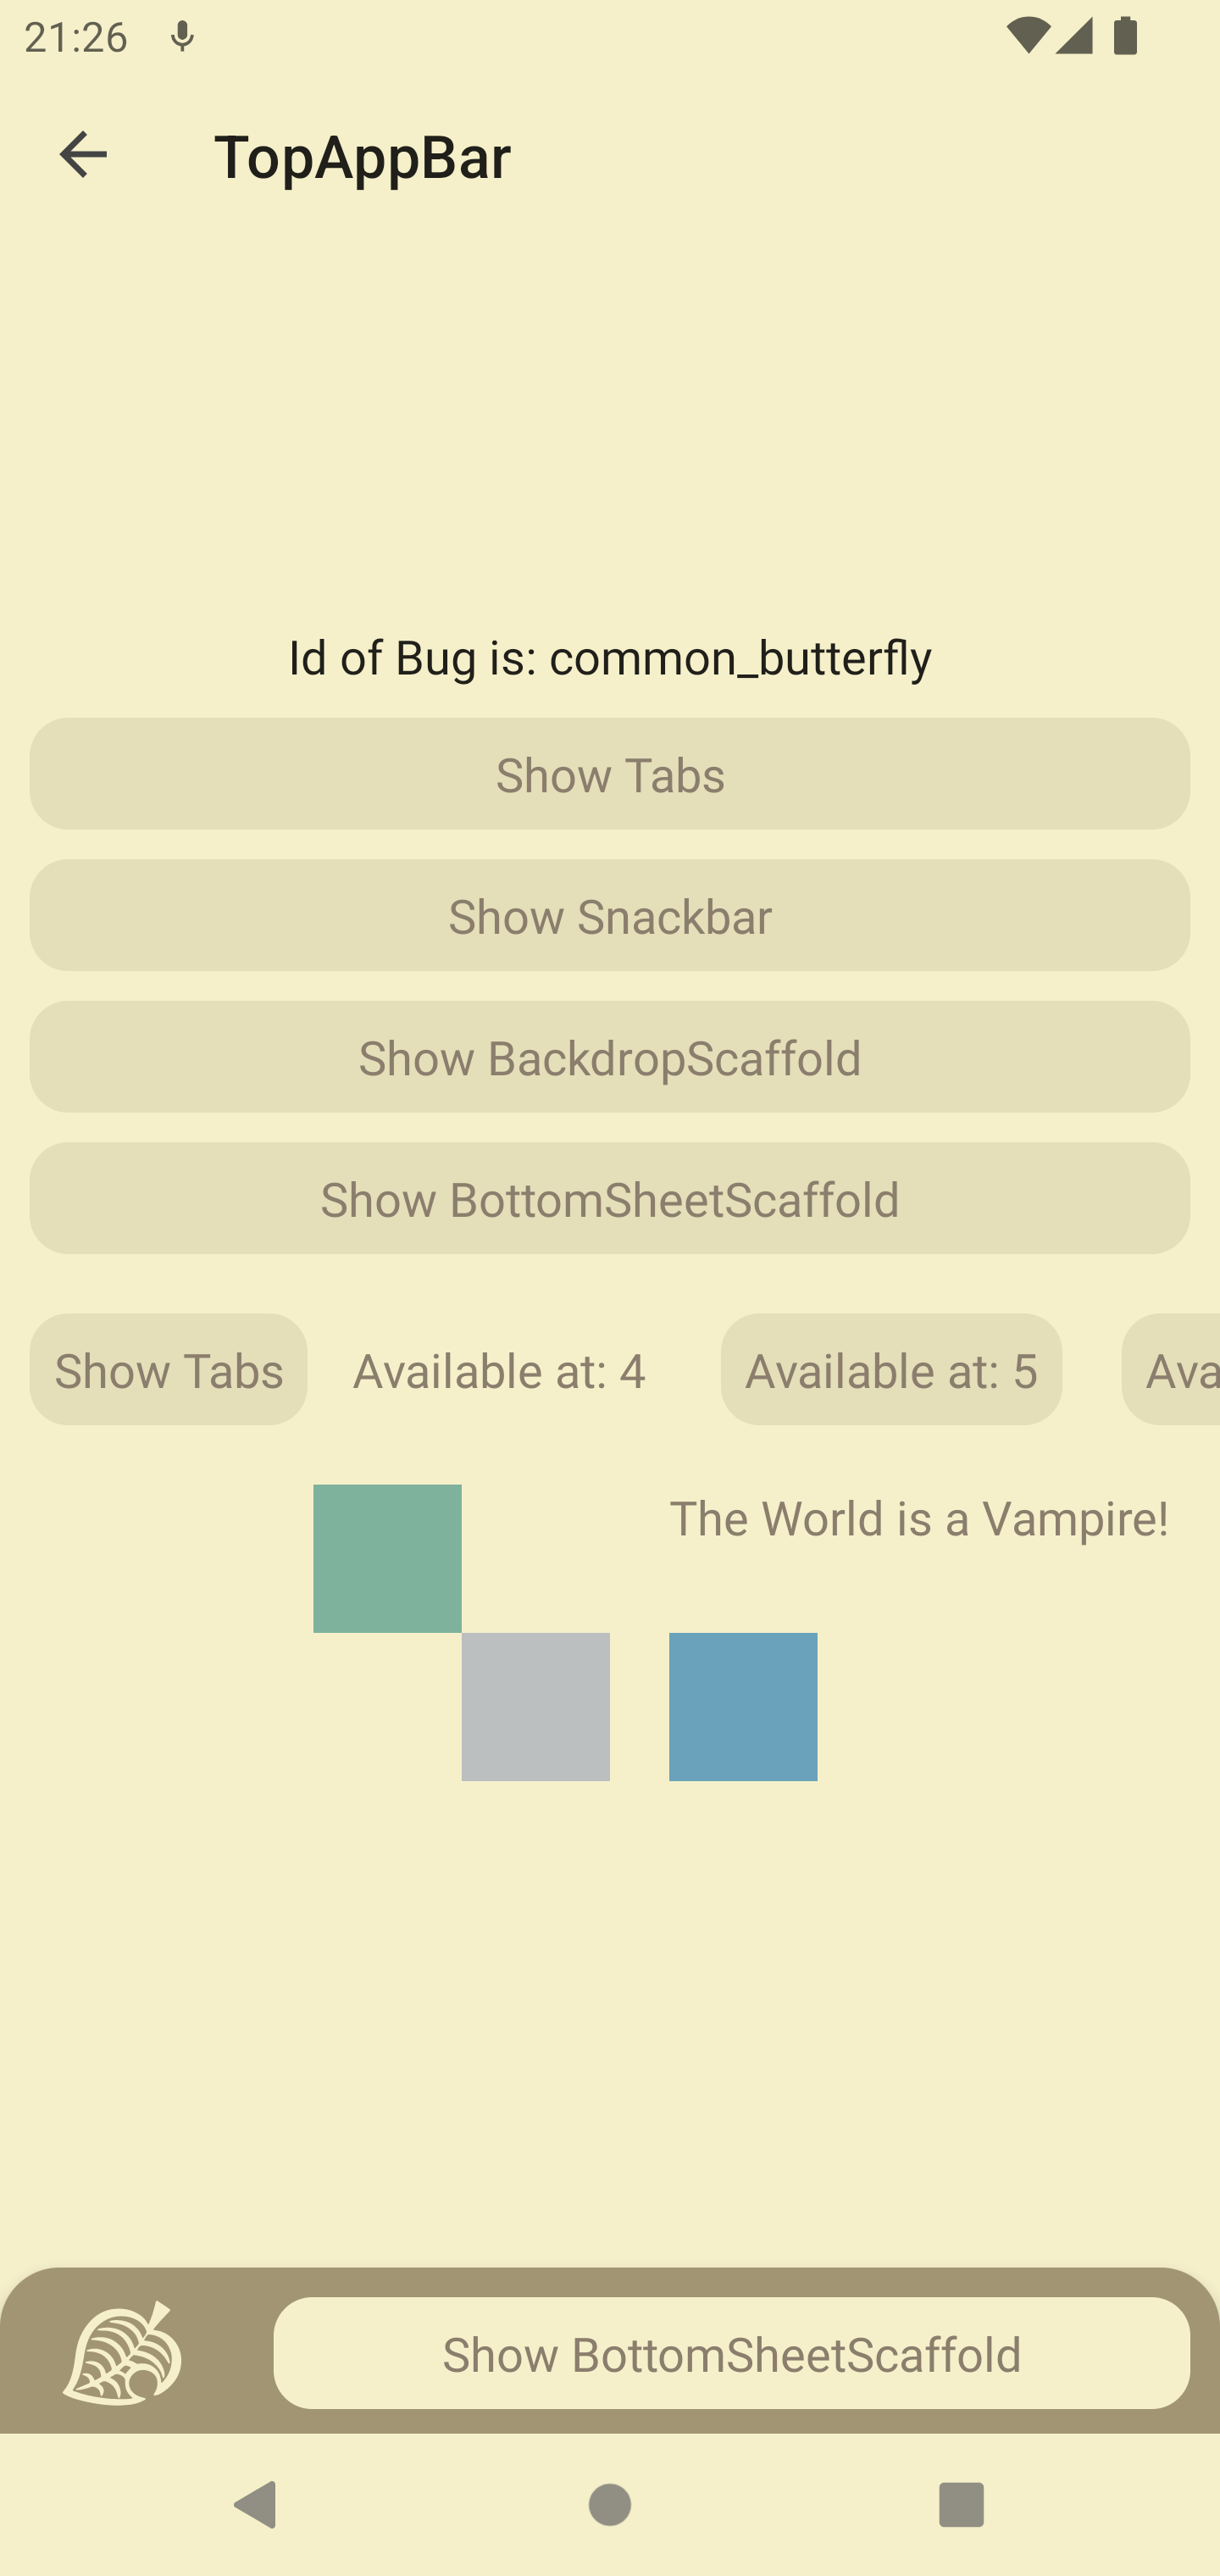 21:26
TopAppBar
Id of Bug is: common_butterfly
Show Tabs
Show Snackbar
Show BackdropScaffold
Show BottomSheetScaffold
Show Tabs Available at: 4 Available at: 5 Ava
The World is a Vampire!
Show BottomSheetScaffold